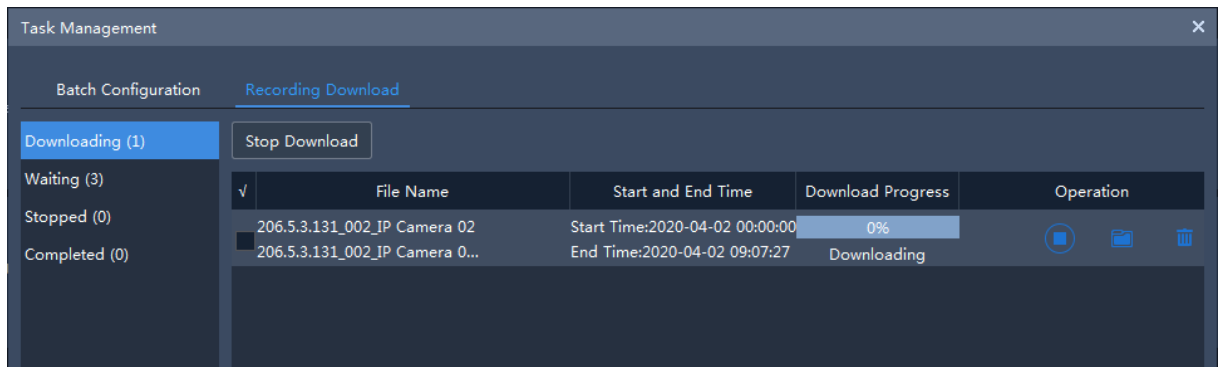 Task Management
Batch Configuration
Recording Download
Downloading (1)
Stop Download
Waiting (3)
Stopped (0)
Completed (0)
√ File Name Start and End Time Download Progress Operation
206.5.3.131_002_IP Camera 02 Start Time:2020-04-02 00:00:00 0%
206.5.3.131_002_IP Camera 0... End Time:2020-04-02 09:07:27 Downloading